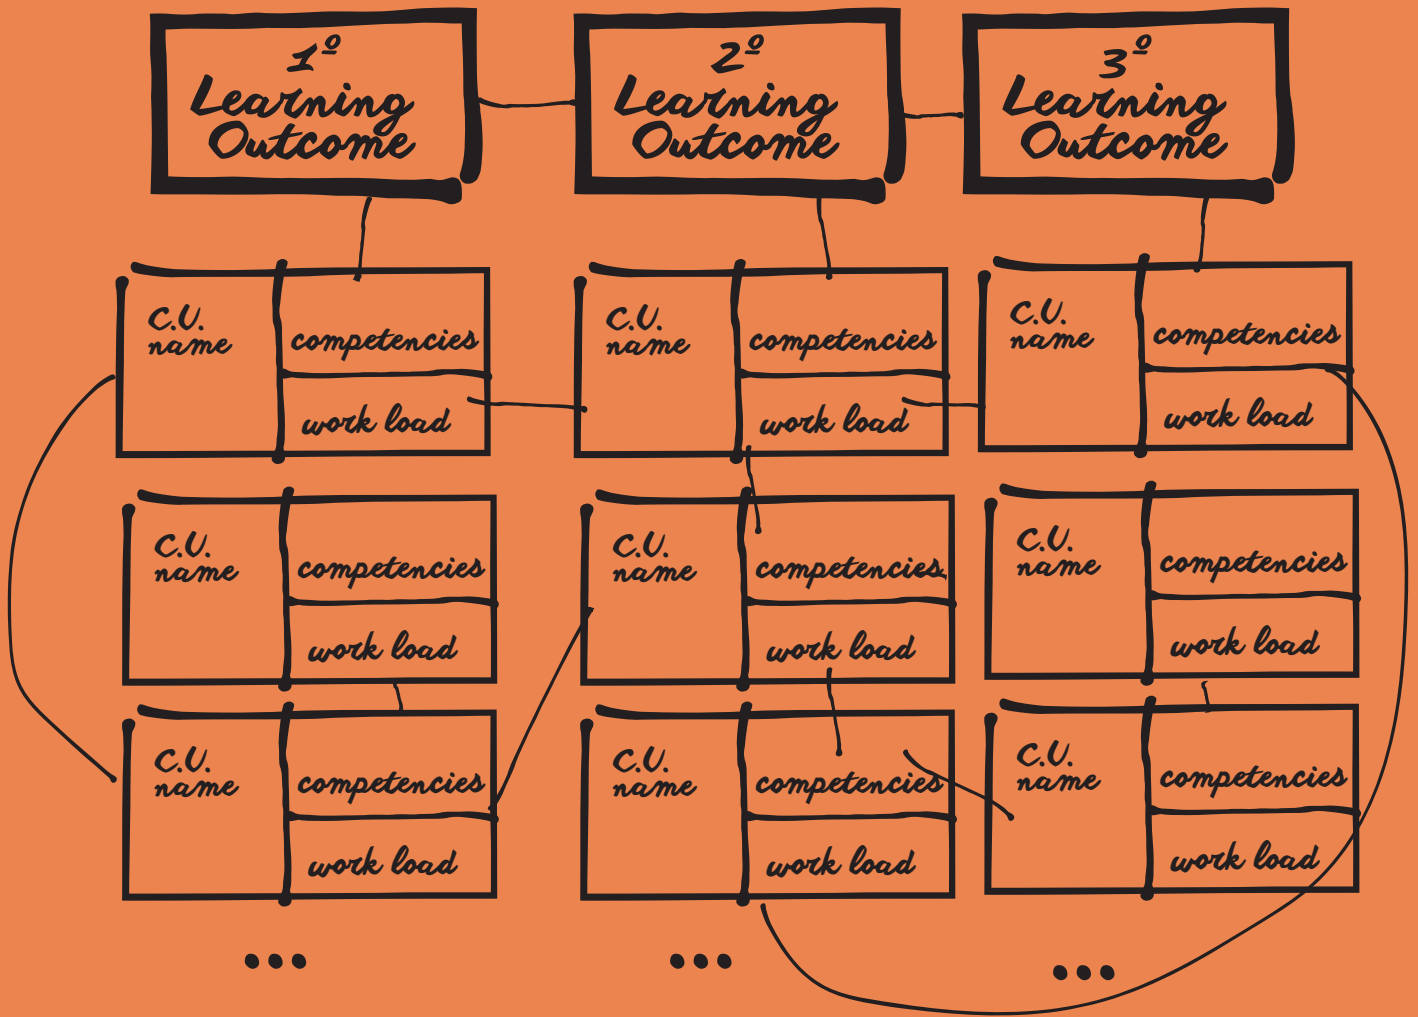 1º
Learning
Outcome
2º
Learning
Outcome
3º
Learning
Outcome
C.U.
name
competencies
work load
C.U.
name
competencies
work load
C.U.
name
competencies
work load
C.U.
name
competencies
work load
C.U.
name
competencies
work load
C.U.
name
competencies
work load
C.U.
name
competencies
work load
C.U.
name
competencies
work load
C.U.
name
competencies
work load
...
...
...